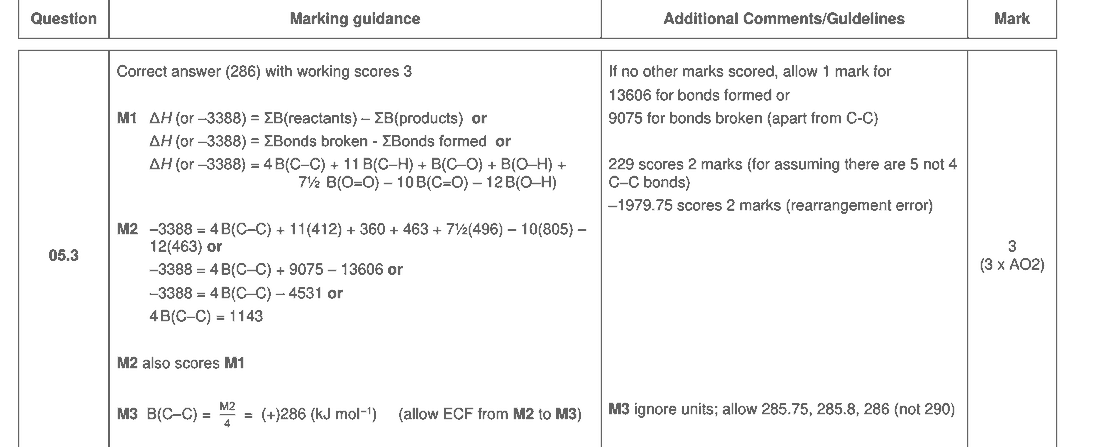 Question Marking guidance Additional Comments/Guidelines Mark
Correct answer (286) with working scores 3
M1 ΔH (or –3388) = ΣB(reactants) – ΣB(products) or
ΔH (or –3388) = ΣBonds broken - ΣBonds formed or
ΔH (or –3388) = 4 B(C–C) + 11 B(C–H) + B(C–O) + B(O–H) +
7½ B(O=O) – 10 B(C=O) – 12 B(O–H)
M2 –3388 = 4 B(C–C) + 11(412) + 360 + 463 + 7½(496) – 10(805) –
12(463) or
–3388 = 4 B(C–C) + 9075 – 13606 or
–3388 = 4 B(C–C) – 4531 or
4 B(C–C) = 1143
M2 also scores M1
M3 B(C–C) = M2/4 = (+)286 (kJ mol⁻¹) (allow ECF from M2 to M3)
If no other marks scored, allow 1 mark for
13606 for bonds formed or
9075 for bonds broken (apart from C-C)
229 scores 2 marks (for assuming there are 5 not 4
C–C bonds)
–1979.75 scores 2 marks (rearrangement error)
M3 ignore units; allow 285.75, 285.8, 286 (not 290)
05.3
3
(3 x AO2)